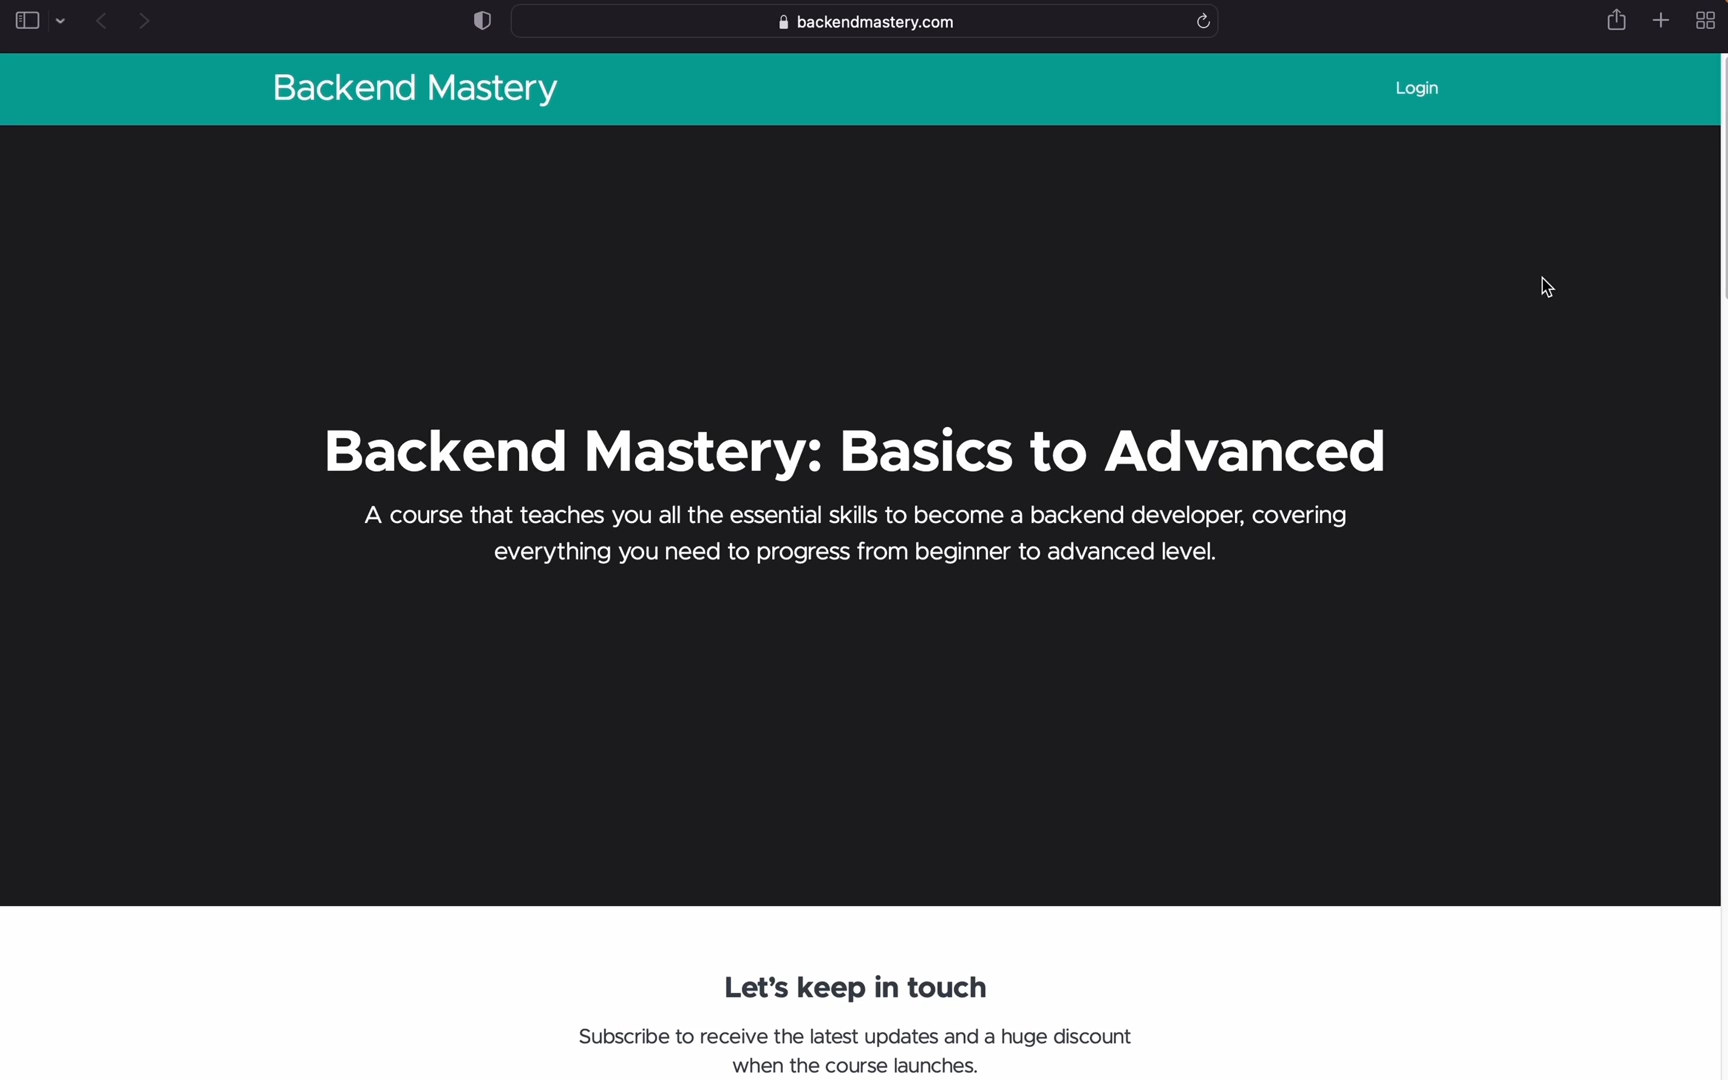 backendmastery.com
Backend Mastery
Login
Backend Mastery: Basics to Advanced
A course that teaches you all the essential skills to become a backend developer, covering
everything you need to progress from beginner to advanced level.
Let’s keep in touch
Subscribe to receive the latest updates and a huge discount
when the course launches.